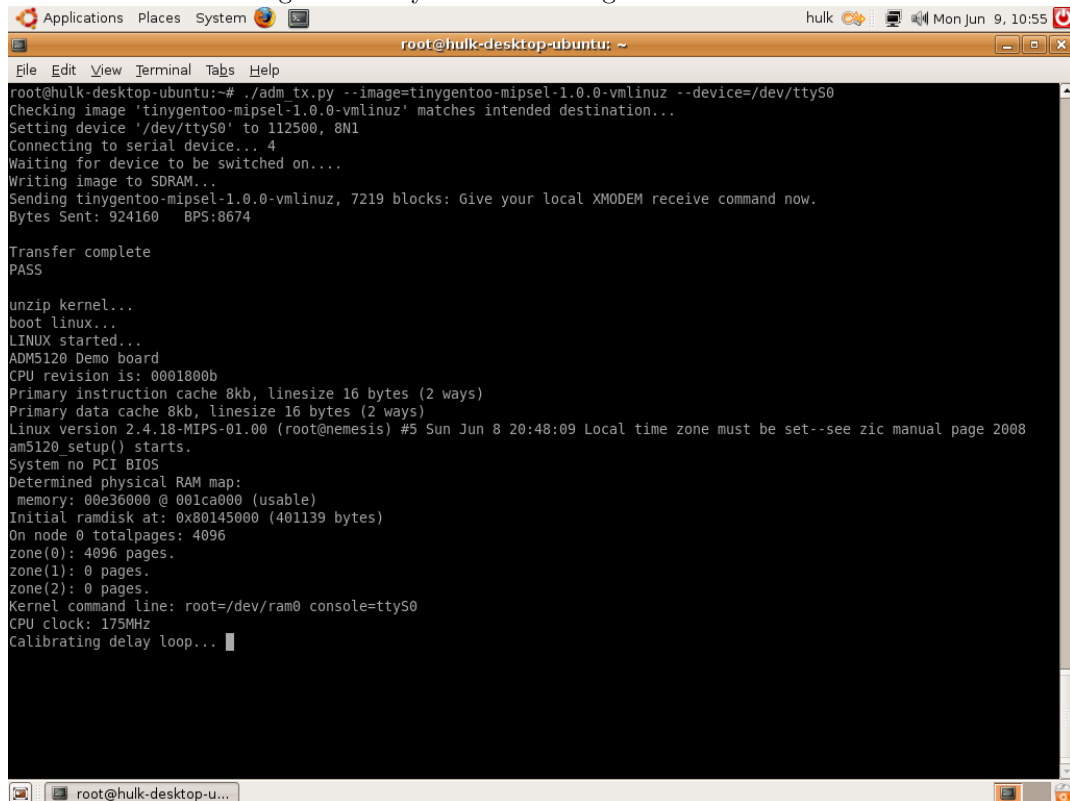 Applications Places System hulk Mon Jun 9, 10:55
root@hulk-desktop-ubuntu: ~
File Edit View Terminal Tabs Help
root@hulk-desktop-ubuntu:~# ./adm_tx.py --image=tinygentoo-mipsel-1.0.0-vmlinuz --device=/dev/ttyS0
Checking image 'tinygentoo-mipsel-1.0.0-vmlinuz' matches intended destination...
Setting device '/dev/ttyS0' to 112500, 8N1
Connecting to serial device... 4
Waiting for device to be switched on....
Writing image to SDRAM...
Sending tinygentoo-mipsel-1.0.0-vmlinuz, 7219 blocks: Give your local XMODEM receive command now.
Bytes Sent: 924160   BPS:8674
Transfer complete
PASS
unzip kernel...
boot linux...
LINUX started...
ADM5120 Demo board
CPU revision is: 0001800b
Primary instruction cache 8kb, linesize 16 bytes (2 ways)
Primary data cache 8kb, linesize 16 bytes (2 ways)
Linux version 2.4.18-MIPS-01.00 (root@nemesis) #5 Sun Jun 8 20:48:09 Local time zone must be set--see zic manual page 2008
am5120_setup() starts.
System no PCI BIOS
Determined physical RAM map:
 memory: 00e36000 @ 001ca000 (usable)
Initial ramdisk at: 0x80145000 (401139 bytes)
On node 0 totalpages: 4096
zone(0): 4096 pages.
zone(1): 0 pages.
zone(2): 0 pages.
Kernel command line: root=/dev/ram0 console=ttyS0
CPU clock: 175MHz
Calibrating delay loop...
root@hulk-desktop-u...